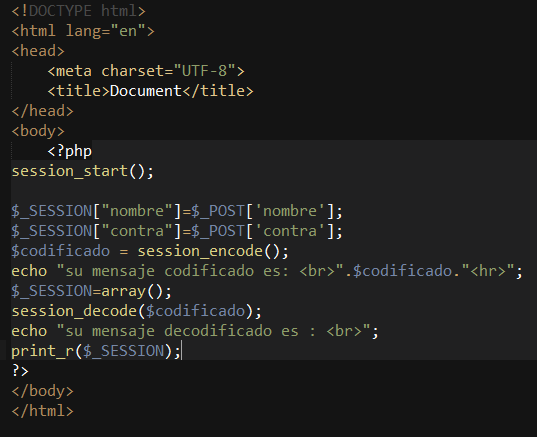 <!DOCTYPE html>
<html lang="en">
<head>
    <meta charset="UTF-8">
    <title>Document</title>
</head>
<body>
    <?php
session_start();

$_SESSION["nombre"]=$_POST['nombre'];
$_SESSION["contra"]=$_POST['contra'];
$codificado = session_encode();
echo "su mensaje codificado es: <br>".$codificado."<hr>";
$_SESSION=array();
session_decode($codificado);
echo "su mensaje decodificado es : <br>";
print_r($_SESSION);
?>
</body>
</html>